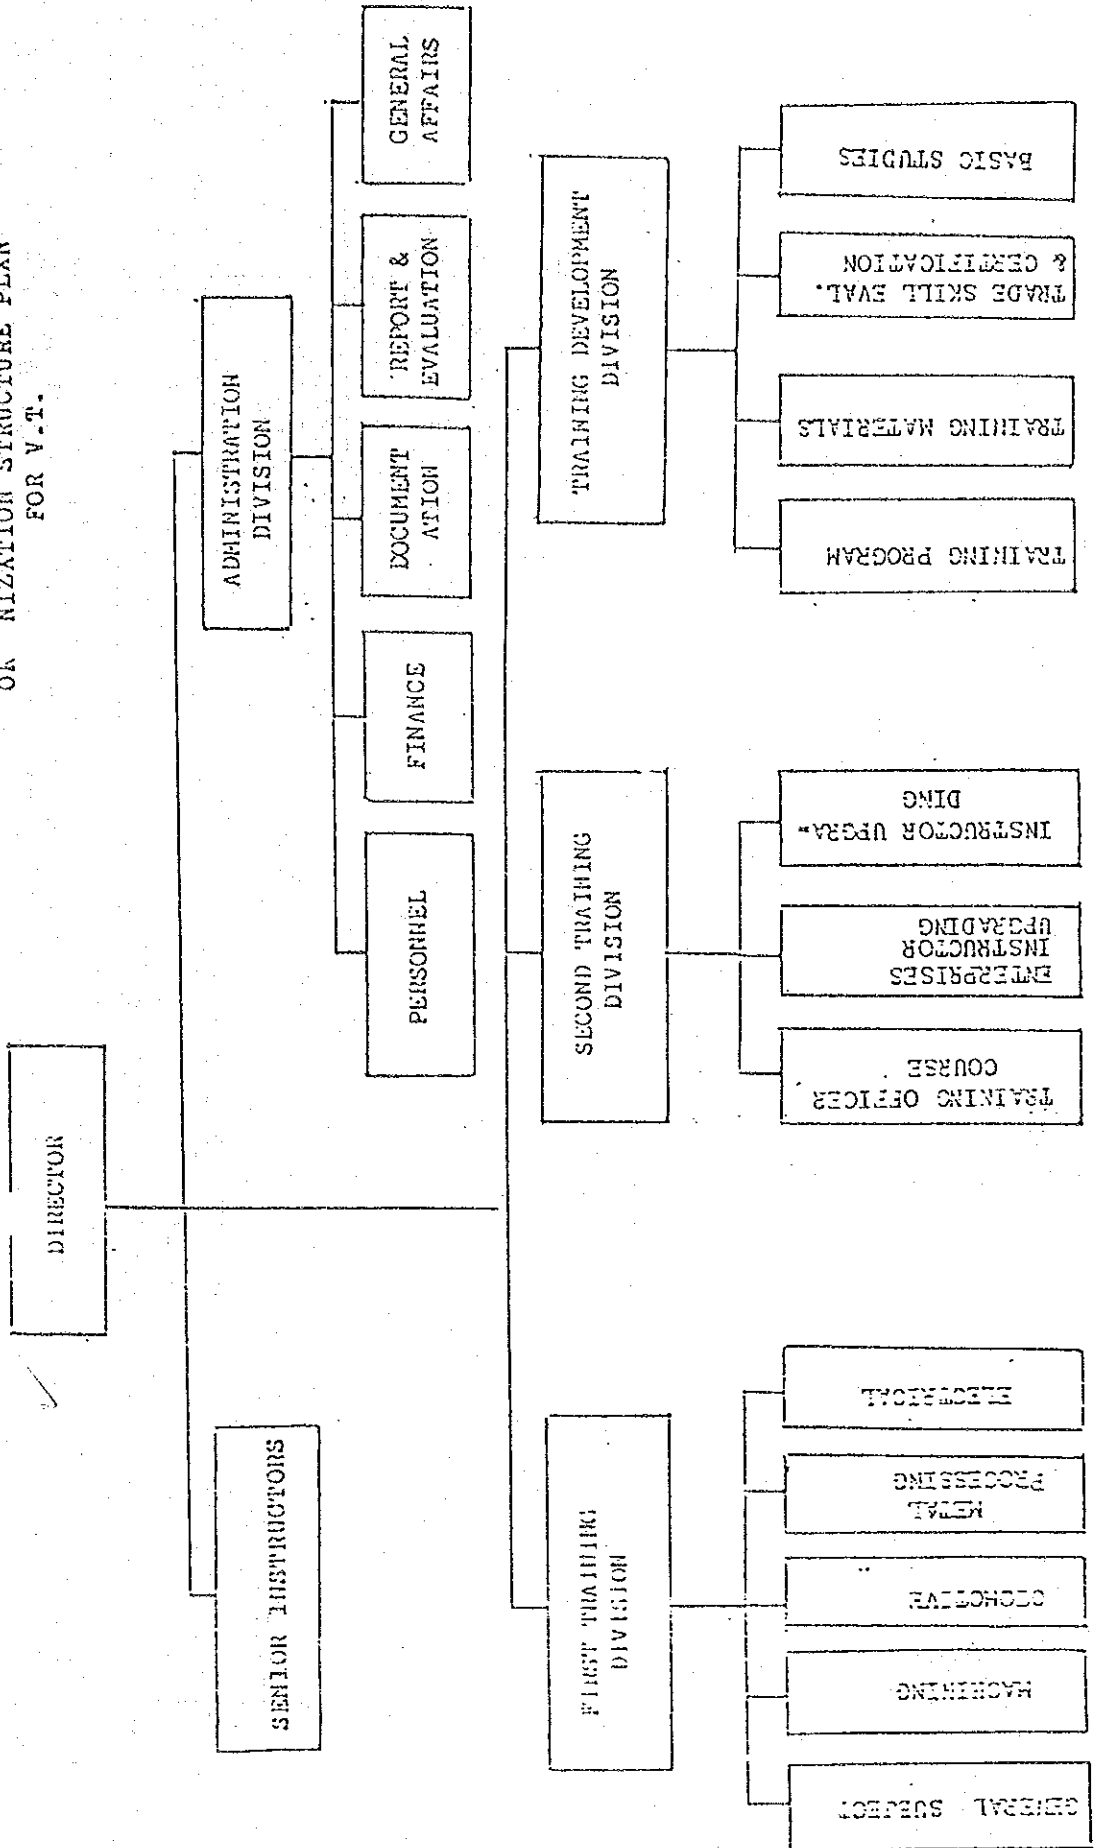 OR NIZATION STRUCTURE PLAN
FOR V.T.
DIRECTOR
SENIOR INSTRUCTORS
ADMINISTRATION
DIVISION
PERSONNEL
FINANCE
DOCUMENT
ATION
REPORT &
EVALUATION
GENERAL
AFFAIRS
FIRST TRAINING
DIVISION
SECOND TRAINING
DIVISION
TRAINING DEVELOPMENT
DIVISION
GENERAL SUBJECT
MACHINING
OTOMOTIVE
METAL
PROCESSING
ELECTRICAL
TRAINING OFFICER
COURSE
ENTERPRISES
INSTRUCTOR
UPGRADING
INSTRUCTOR UPGRA-
DING
TRAINING PROGRAM
TRAINING MATERIALS
TRADE SKILL EVAL.
& CERTIFICATION
BASIC STUDIES